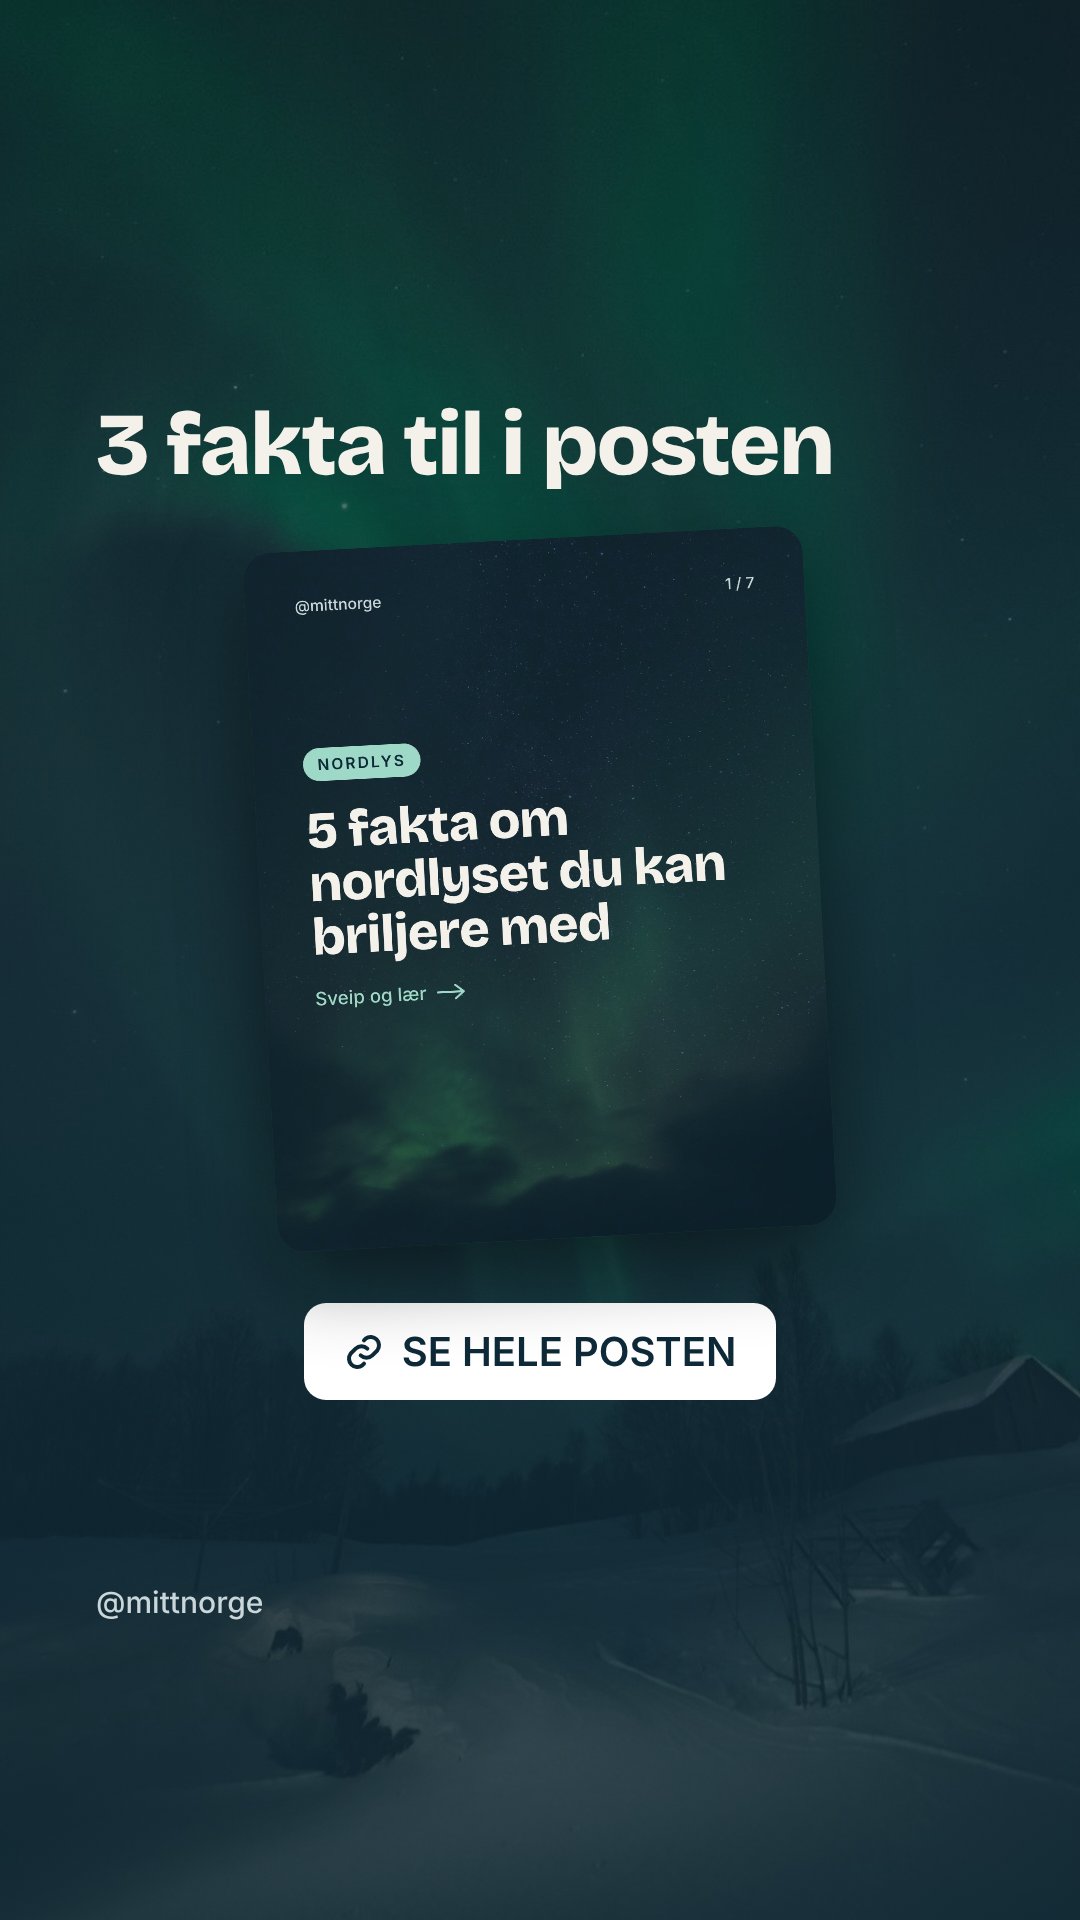 3 fakta til i posten
@mittnorge
1 / 7
NORDLYS
5 fakta om
nordlyset du kan
briljere med
Sveip og lær →
SE HELE POSTEN
@mittnorge